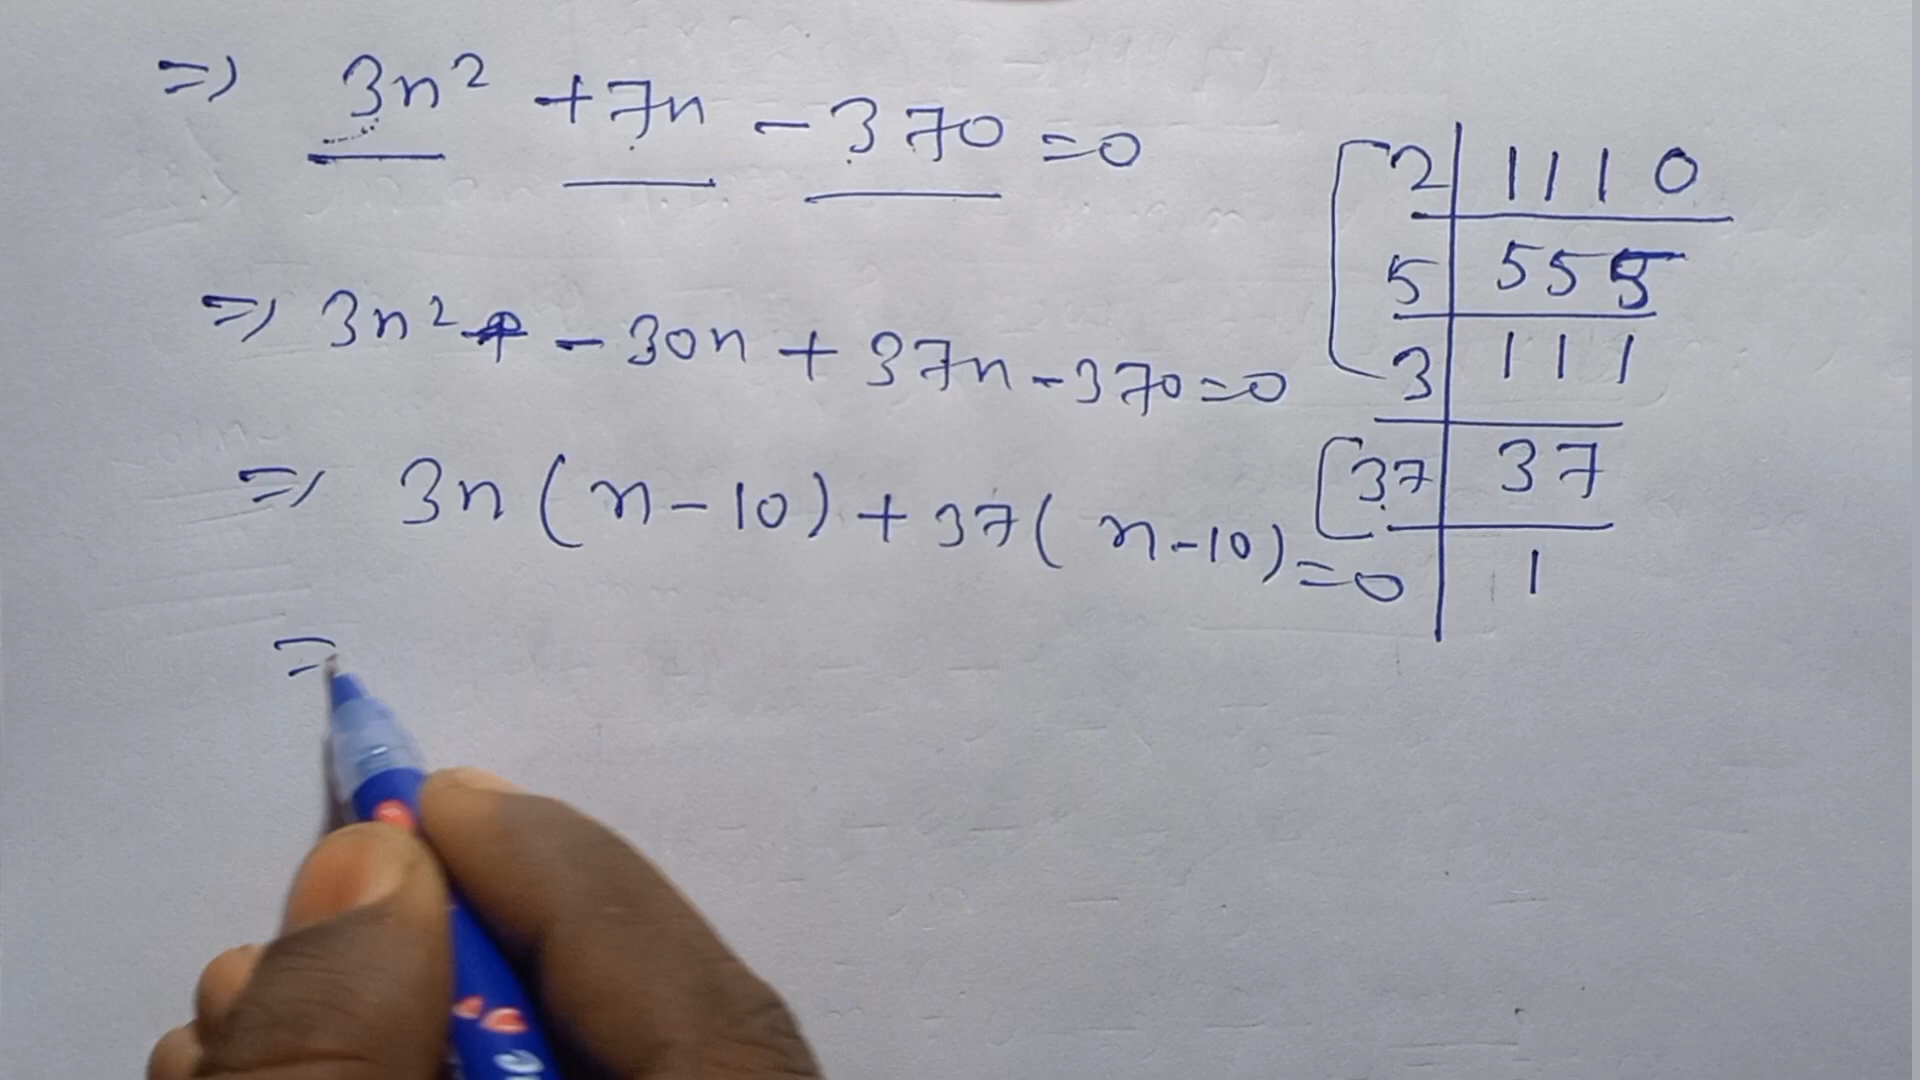 => 3n² + 7n - 370 = 0
=> 3n² - 30n + 37n - 370 = 0
=> 3n(n - 10) + 37(n - 10) = 0
=
2 | 1110
5 | 555
3 | 111
37 | 37
1